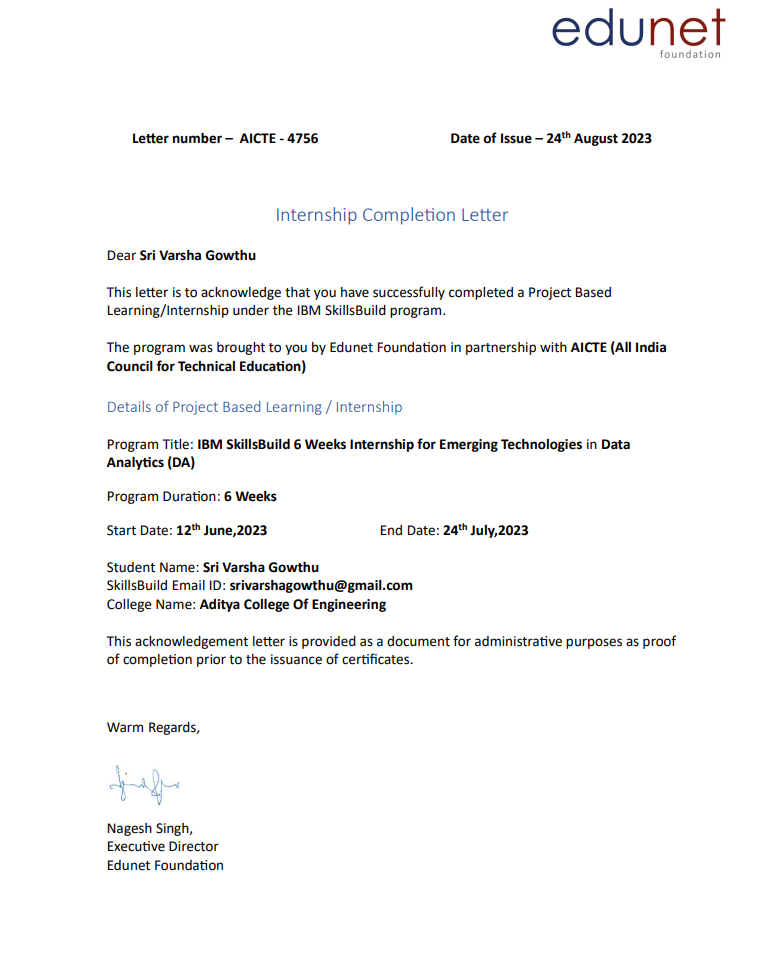 edunet
foundation
Letter number – AICTE - 4756 Date of Issue – 24th August 2023
Internship Completion Letter
Dear Sri Varsha Gowthu
This letter is to acknowledge that you have successfully completed a Project Based
Learning/Internship under the IBM SkillsBuild program.
The program was brought to you by Edunet Foundation in partnership with AICTE (All India
Council for Technical Education)
Details of Project Based Learning / Internship
Program Title: IBM SkillsBuild 6 Weeks Internship for Emerging Technologies in Data
Analytics (DA)
Program Duration: 6 Weeks
Start Date: 12th June,2023 End Date: 24th July,2023
Student Name: Sri Varsha Gowthu
SkillsBuild Email ID: srivarshagowthu@gmail.com
College Name: Aditya College Of Engineering
This acknowledgement letter is provided as a document for administrative purposes as proof
of completion prior to the issuance of certificates.
Warm Regards,
Nagesh Singh,
Executive Director
Edunet Foundation